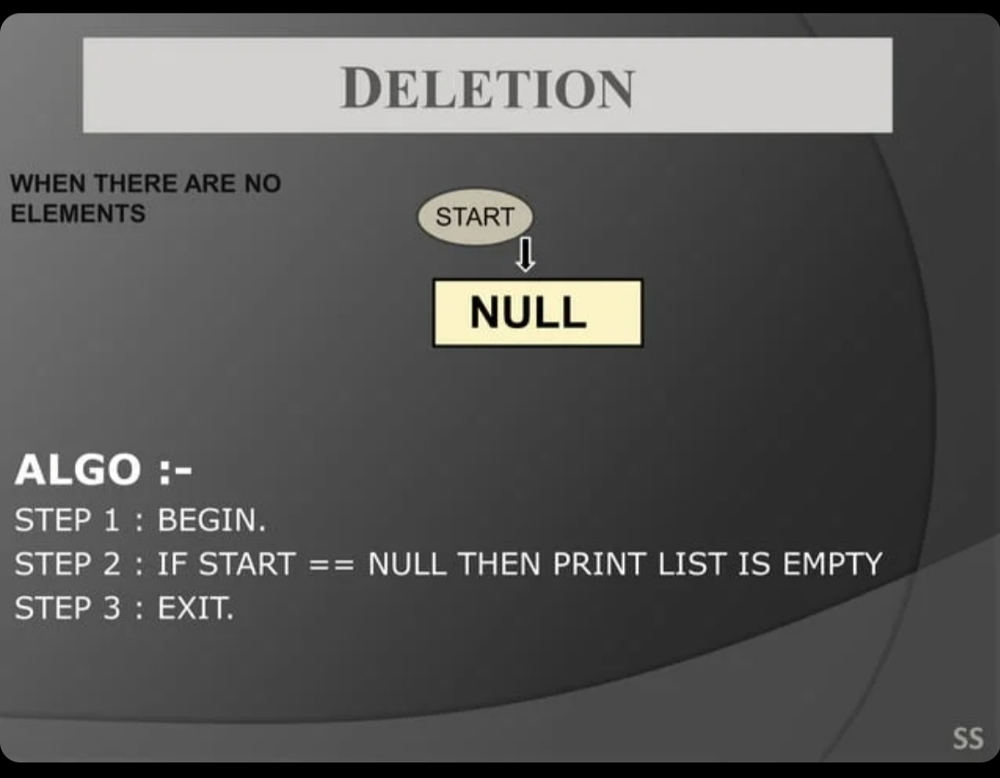 DELETION
WHEN THERE ARE NO
ELEMENTS
START
NULL
ALGO :-
STEP 1 : BEGIN.
STEP 2 : IF START == NULL THEN PRINT LIST IS EMPTY
STEP 3 : EXIT.
SS